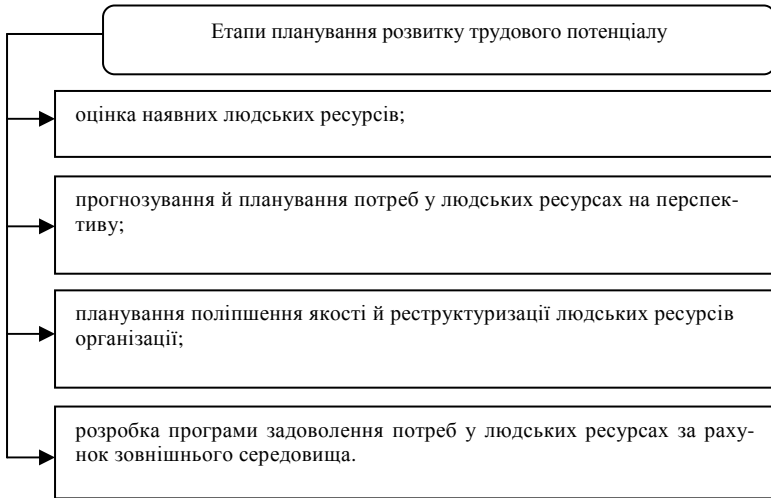 Етапи планування розвитку трудового потенціалу
оцінка наявних людських ресурсів;
прогнозування й планування потреб у людських ресурсах на перспек-
тиву;
планування поліпшення якості й реструктуризації людських ресурсів
організації;
розробка програми задоволення потреб у людських ресурсах за раху-
нок зовнішнього середовища.